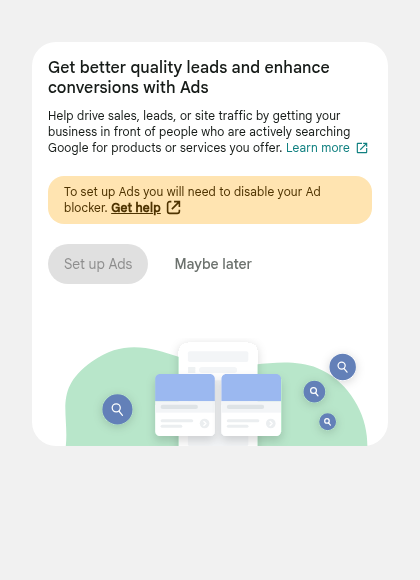 Get better quality leads and enhance
conversions with Ads
Help drive sales, leads, or site traffic by getting your
business in front of people who are actively searching
Google for products or services you offer. Learn more
To set up Ads you will need to disable your Ad
blocker. Get help
Set up Ads
Maybe later